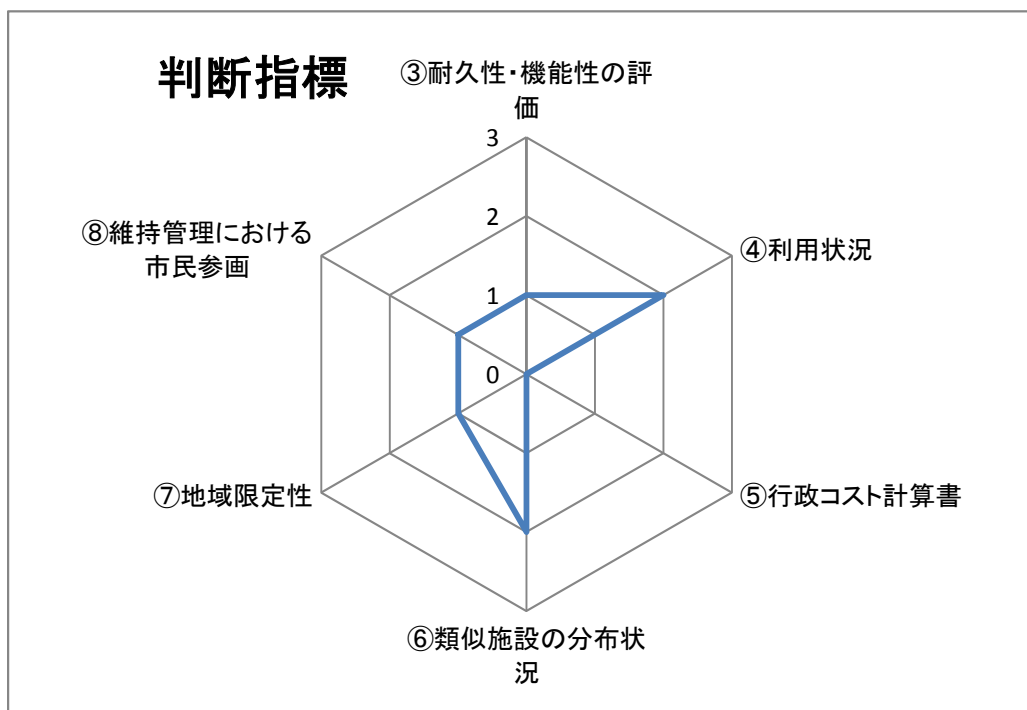 判断指標
③耐久性・機能性の評
価
3
2
1
0
④利用状況
⑤行政コスト計算書
⑥類似施設の分布状
況
⑦地域限定性
⑧維持管理における
市民参画